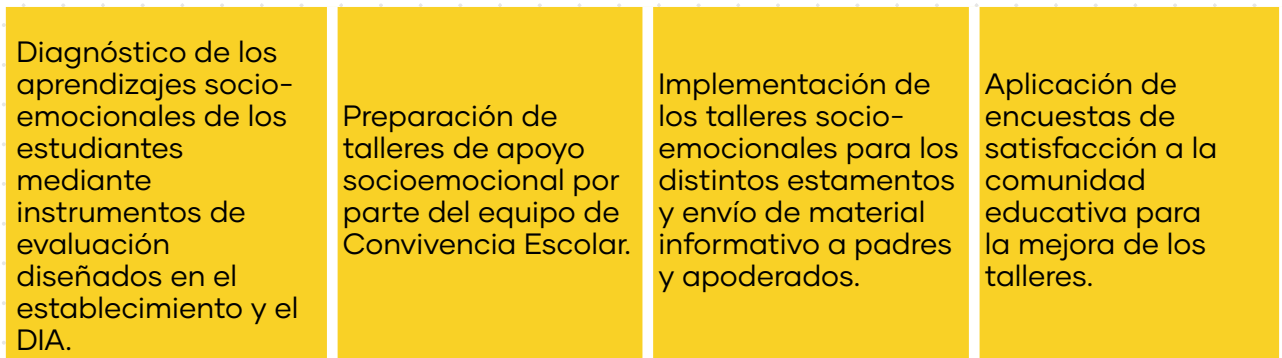 Diagnóstico de los
aprendizajes socio-
emocionales de los
estudiantes
mediante
instrumentos de
evaluación
diseñados en el
establecimiento y el
DIA.
Preparación de
talleres de apoyo
socioemocional por
parte del equipo de
Convivencia Escolar.
Implementación de
los talleres socio-
emocionales para los
distintos estamentos
y envío de material
informativo a padres
y apoderados.
Aplicación de
encuestas de
satisfacción a la
comunidad
educativa para
la mejora de los
talleres.